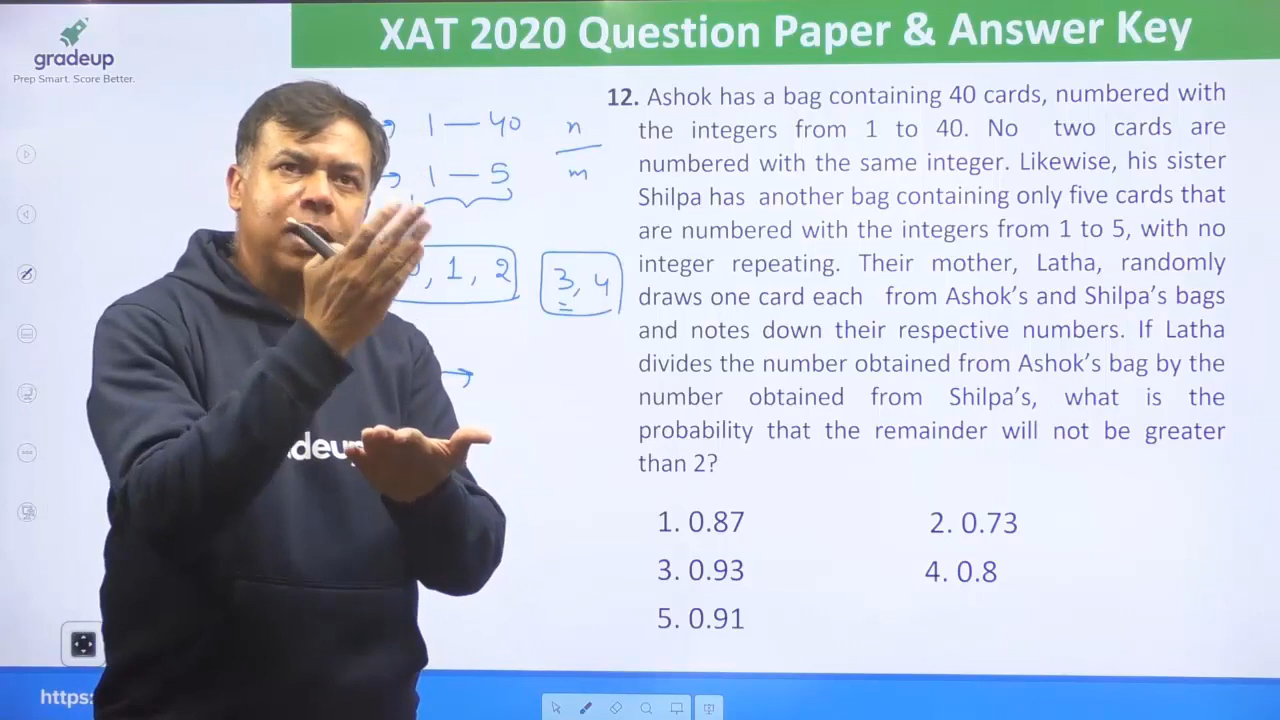 gradeup
Prep Smart. Score Better.
XAT 2020 Question Paper & Answer Key
1 — 40
n
m
1 — 5
, 1, 2
3, 4
12. Ashok has a bag containing 40 cards, numbered with
the integers from 1 to 40. No two cards are
numbered with the same integer. Likewise, his sister
Shilpa has another bag containing only five cards that
are numbered with the integers from 1 to 5, with no
integer repeating. Their mother, Latha, randomly
draws one card each from Ashok’s and Shilpa’s bags
and notes down their respective numbers. If Latha
divides the number obtained from Ashok’s bag by the
number obtained from Shilpa’s, what is the
probability that the remainder will not be greater
than 2?
1. 0.87 2. 0.73
3. 0.93 4. 0.8
5. 0.91
https: